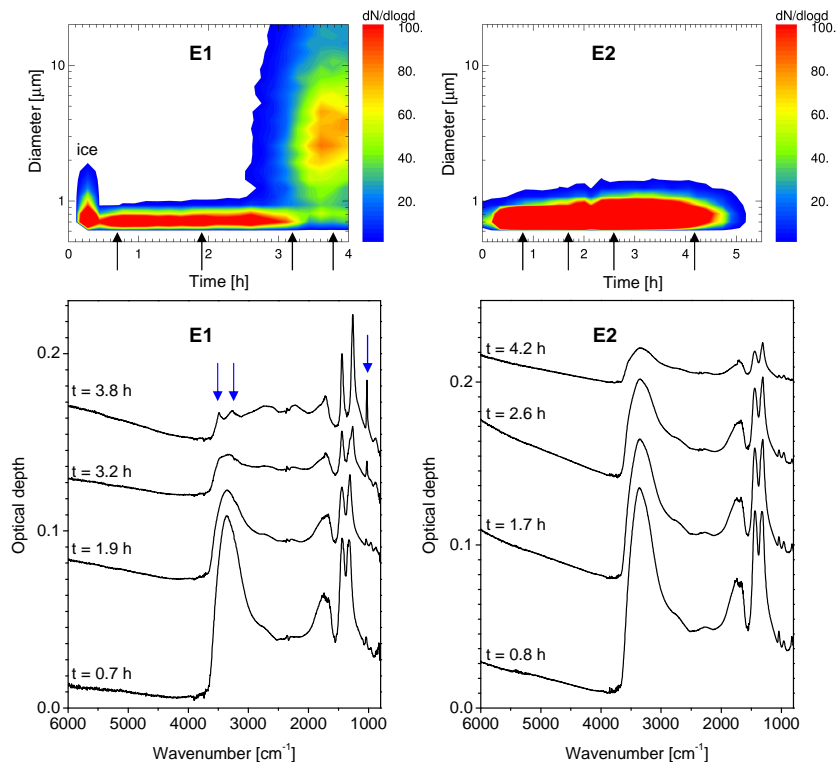 dN/dlogd
100.
80.
60.
40.
20.
E1
ice
10
1
Diameter [µm]
0 1 2 3 4
Time [h]
dN/dlogd
100.
80.
60.
40.
20.
E2
10
1
Diameter [µm]
0 1 2 3 4 5
Time [h]
E1
0.2
0.1
0.0
Optical depth
t = 3.8 h
t = 3.2 h
t = 1.9 h
t = 0.7 h
6000 5000 4000 3000 2000 1000
Wavenumber [cm-1]
E2
0.2
0.1
0.0
Optical depth
t = 4.2 h
t = 2.6 h
t = 1.7 h
t = 0.8 h
6000 5000 4000 3000 2000 1000
Wavenumber [cm-1]